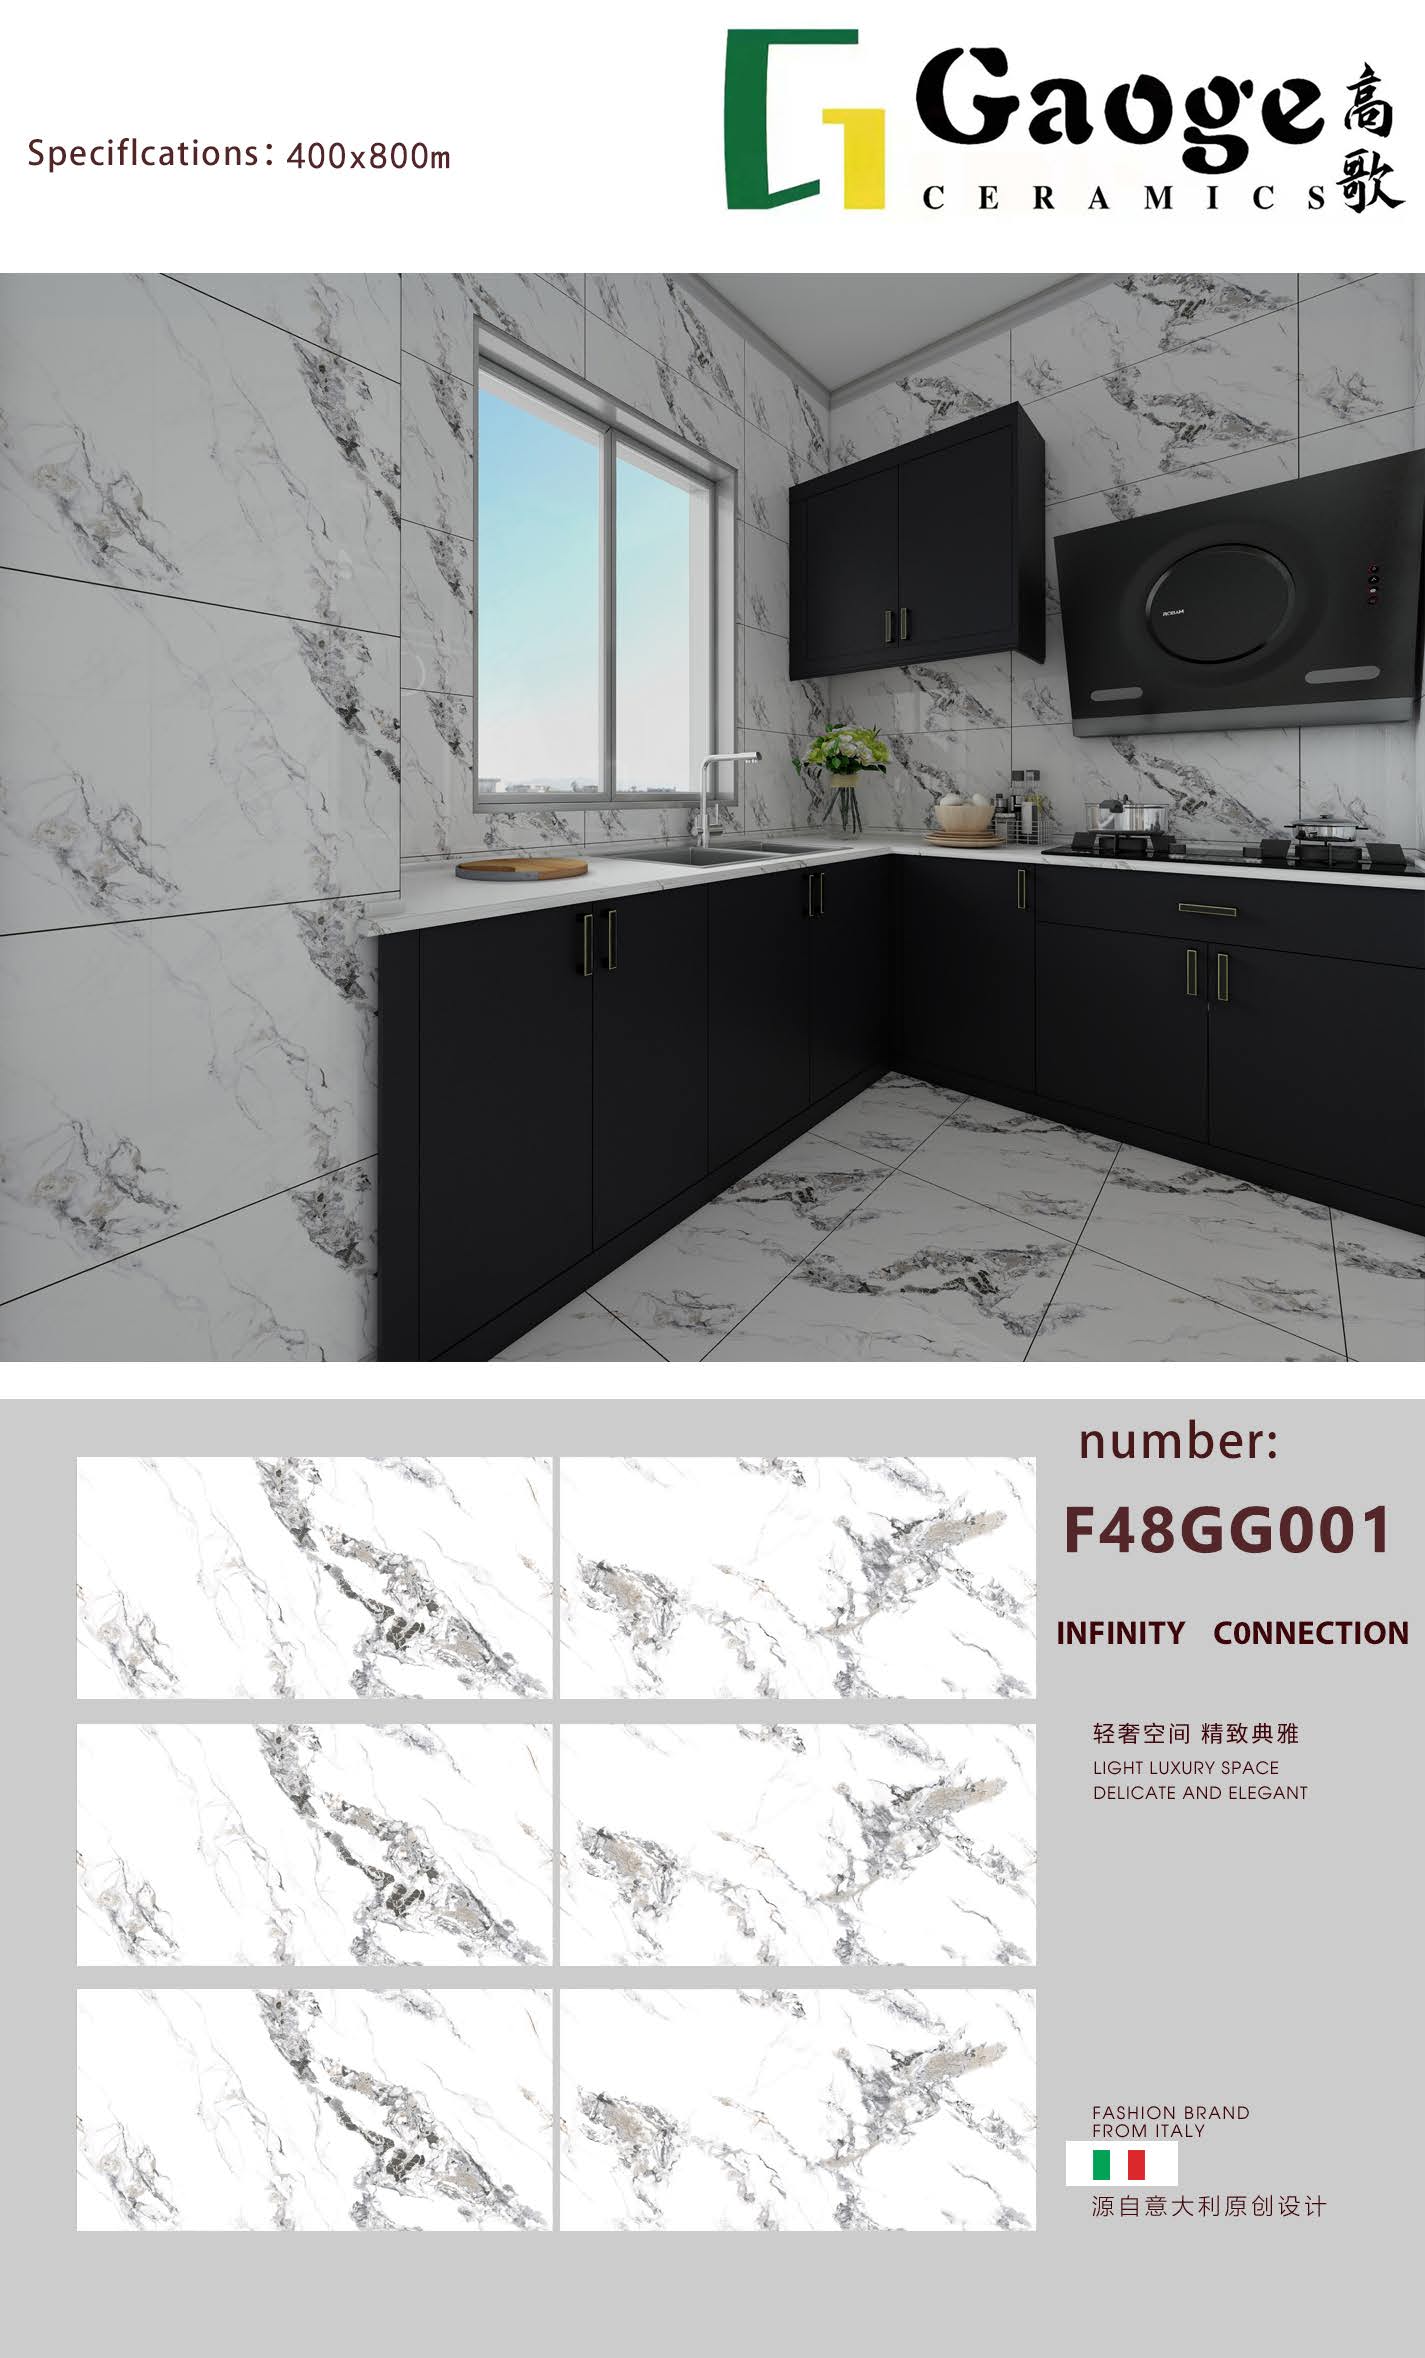 Gaoge 高
歌
CERAMICS
Speciflcations: 400x800m
ROBAM
number:
F48GG001
INFINITY C0NNECTION
轻奢空间 精致典雅
LIGHT LUXURY SPACE
DELICATE AND ELEGANT
FASHION BRAND
FROM ITALY
源自意大利原创设计